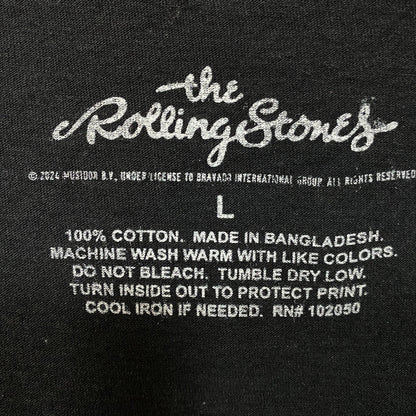 the
Rolling Stones
© 2024 MUSIDOR B.V., UNDER LICENSE TO BRAVADO INTERNATIONAL GROUP. ALL RIGHTS RESERVED
L
100% COTTON. MADE IN BANGLADESH.
MACHINE WASH WARM WITH LIKE COLORS.
DO NOT BLEACH. TUMBLE DRY LOW.
TURN INSIDE OUT TO PROTECT PRINT.
COOL IRON IF NEEDED. RN# 102050